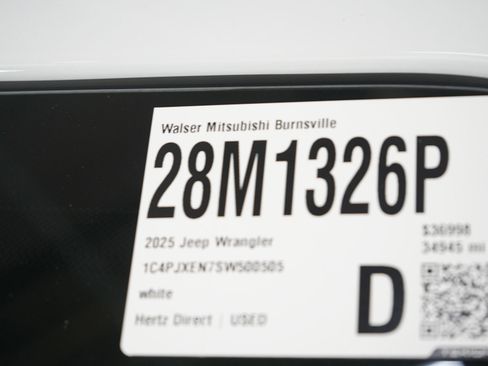 Walser Mitsubishi Burnsville
28M1326P
2025 Jeep Wrangler
$36998
34945 mi
1C4PJXEN7SW500505
white
D
Hertz Direct | USED